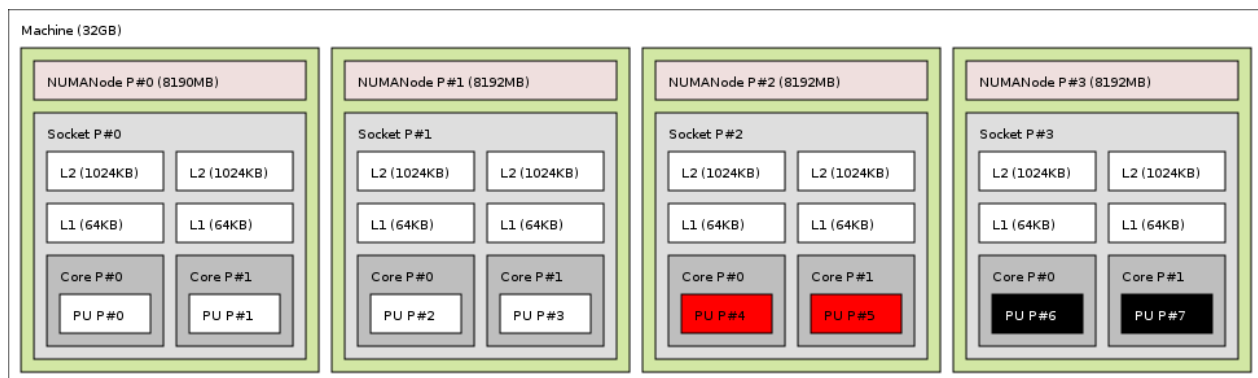 Machine (32GB)
NUMANode P#0 (8190MB)
NUMANode P#1 (8192MB)
NUMANode P#2 (8192MB)
NUMANode P#3 (8192MB)
Socket P#0
Socket P#1
Socket P#2
Socket P#3
L2 (1024KB)
L2 (1024KB)
L2 (1024KB)
L2 (1024KB)
L2 (1024KB)
L2 (1024KB)
L2 (1024KB)
L2 (1024KB)
L1 (64KB)
L1 (64KB)
L1 (64KB)
L1 (64KB)
L1 (64KB)
L1 (64KB)
L1 (64KB)
L1 (64KB)
Core P#0
Core P#1
Core P#0
Core P#1
Core P#0
Core P#1
Core P#0
Core P#1
PU P#0
PU P#1
PU P#2
PU P#3
PU P#4
PU P#5
PU P#6
PU P#7